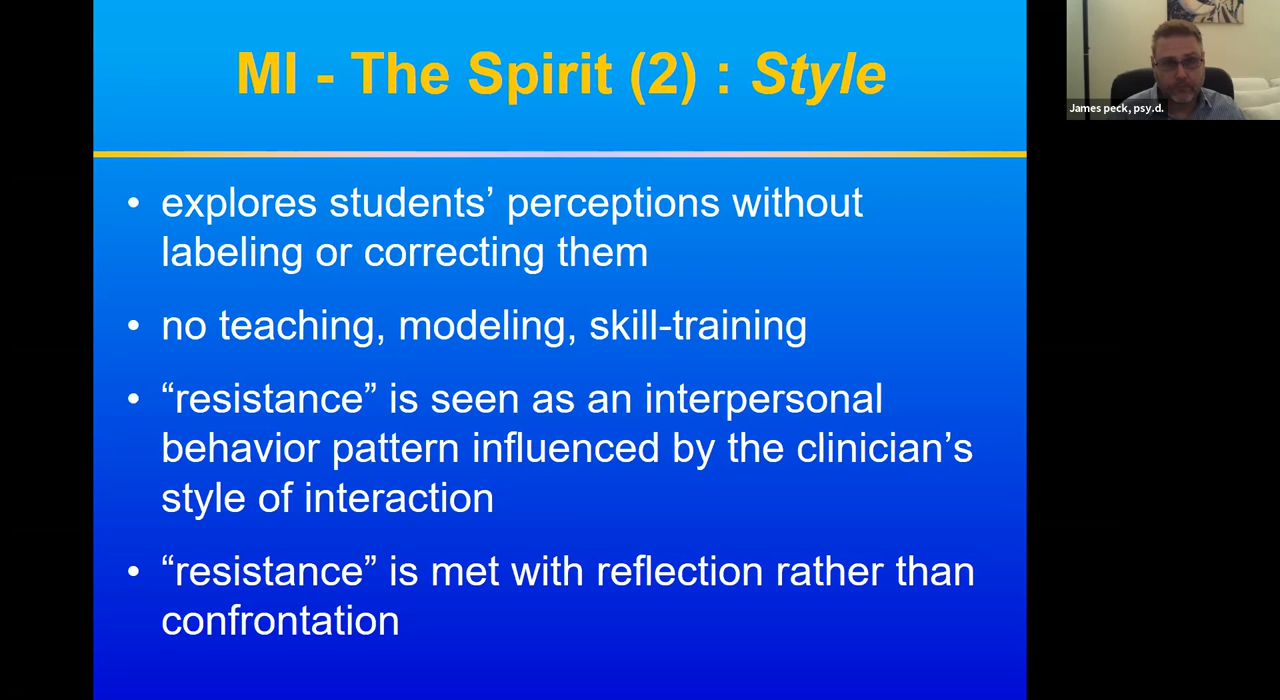 MI - The Spirit (2) : Style
James peck, psy.d.
• explores students’ perceptions without
labeling or correcting them
• no teaching, modeling, skill-training
• “resistance” is seen as an interpersonal
behavior pattern influenced by the clinician’s
style of interaction
• “resistance” is met with reflection rather than
confrontation